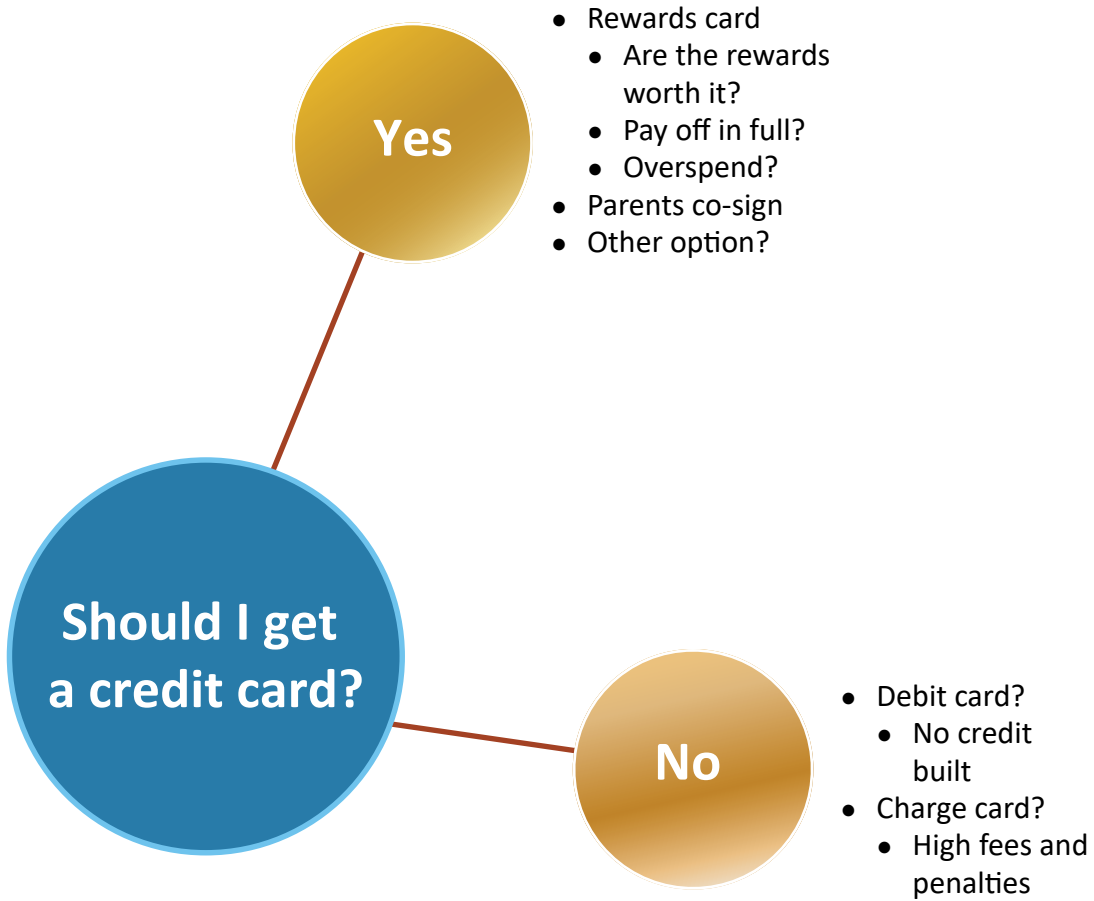 Yes
● Rewards card
● Are the rewards
worth it?
● Pay off in full?
● Overspend?
● Parents co-sign
● Other option?
Should I get
a credit card?
No
● Debit card?
● No credit
built
● Charge card?
● High fees and
penalties